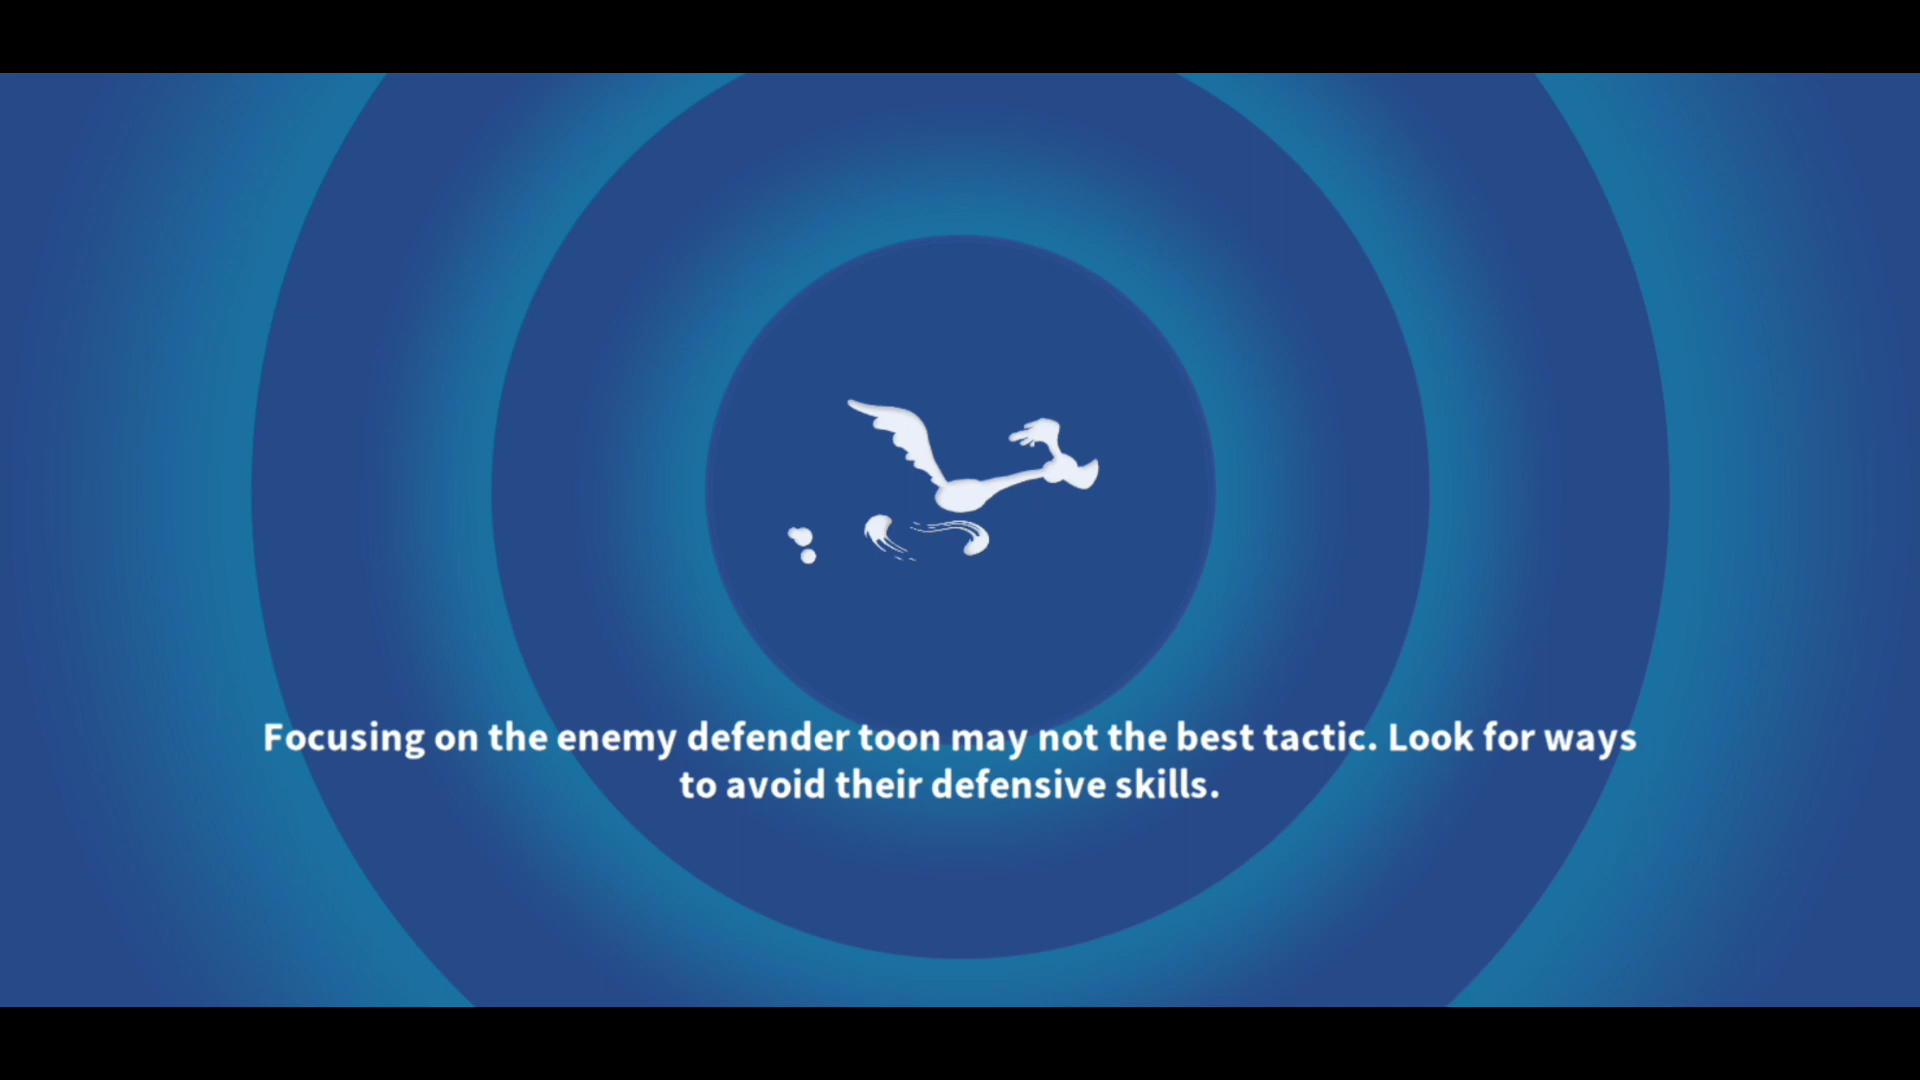 Focusing on the enemy defender toon may not the best tactic. Look for ways
to avoid their defensive skills.